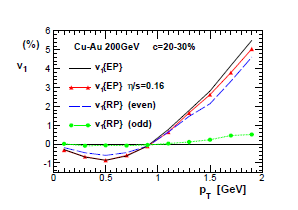 6
(%)
Cu-Au 200GeV c=20-30%
5
v1{EP}
v1
4
v1{EP} η/s=0.16
3
v1{RP} (even)
2
v1{RP} (odd)
1
0
-1
0 0.5 1 1.5 2
pT [GeV]